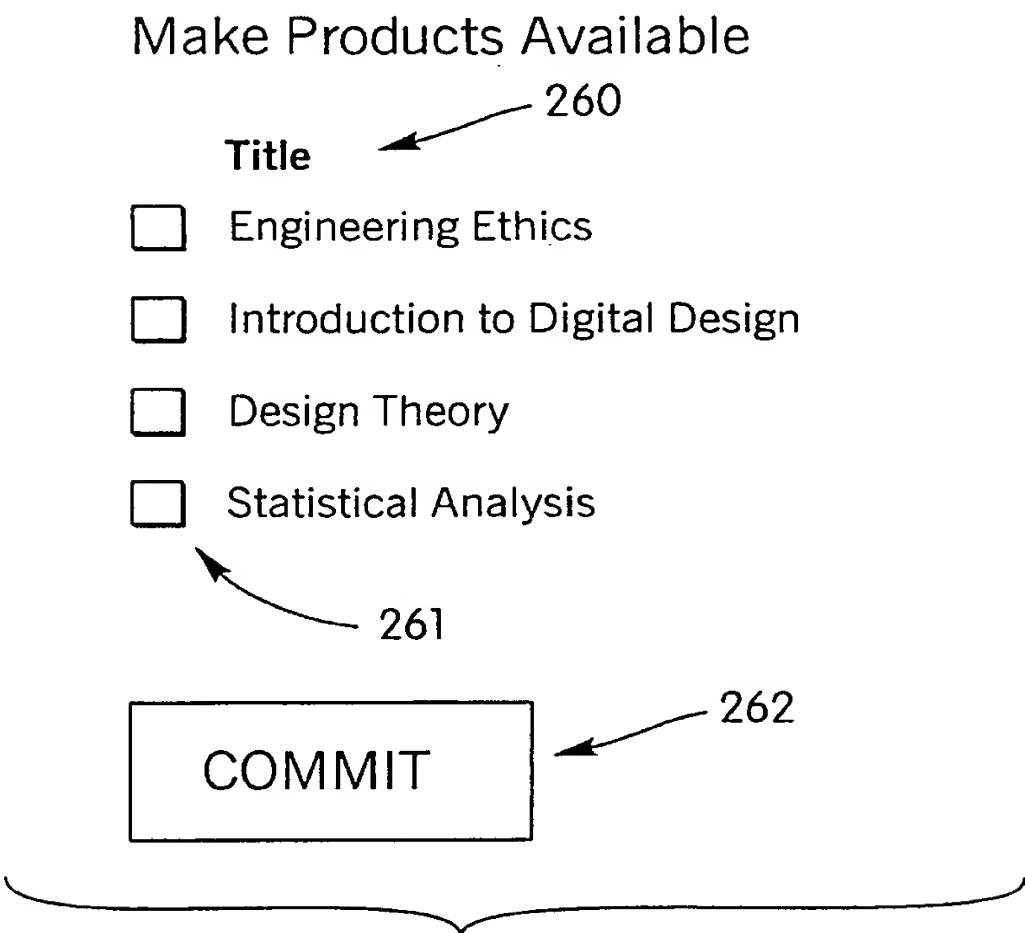 Make Products Available
260
Title
Engineering Ethics
Introduction to Digital Design
Design Theory
Statistical Analysis
261
262
COMMIT